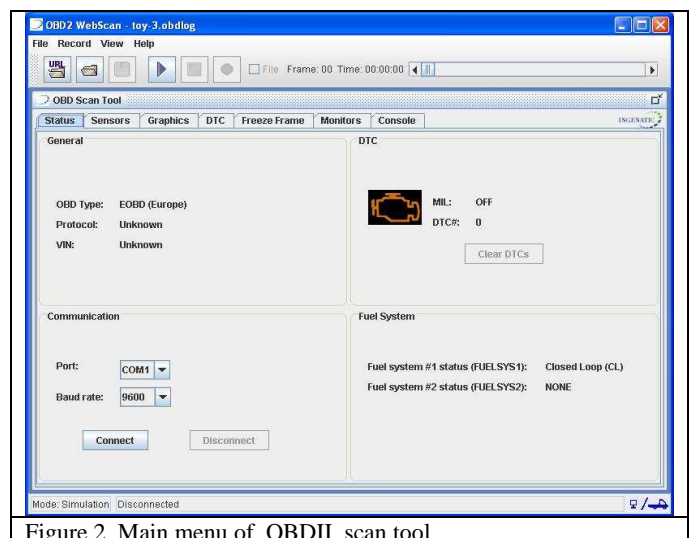 OBD2 WebScan - toy-3.obdlog
File Record View Help
URL File Frame: 00 Time: 00:00:00
OBD Scan Tool
Status Sensors Graphics DTC Freeze Frame Monitors Console INGENATIC
General
OBD Type: EOBD (Europe)
Protocol: Unknown
VIN: Unknown
DTC
MIL: OFF
DTC#: 0
Clear DTCs
Communication
Port: COM1
Baud rate: 9600
Connect Disconnect
Fuel System
Fuel system #1 status (FUELSYS1): Closed Loop (CL)
Fuel system #2 status (FUELSYS2): NONE
Mode: Simulation Disconnected
Figure 2. Main menu of OBDII scan tool